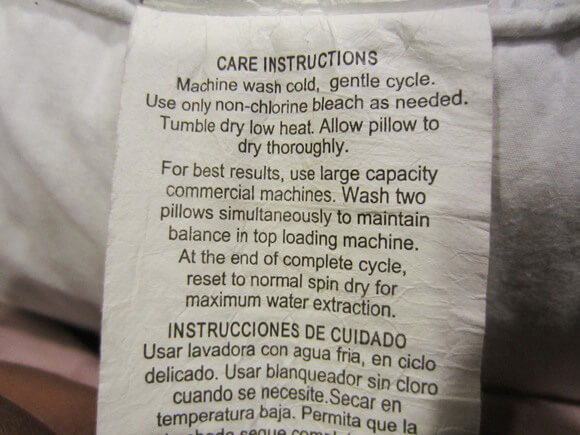 CARE INSTRUCTIONS
Machine wash cold, gentle cycle.
Use only non-chlorine bleach as needed.
Tumble dry low heat. Allow pillow to
dry thoroughly.
For best results, use large capacity
commercial machines. Wash two
pillows simultaneously to maintain
balance in top loading machine.
At the end of complete cycle,
reset to normal spin dry for
maximum water extraction.
INSTRUCCIONES DE CUIDADO
Usar lavadora con agua fria, en ciclo
delicado. Usar blanqueador sin cloro
cuando se necesite.Secar en
temperatura baja. Permita que la
seque